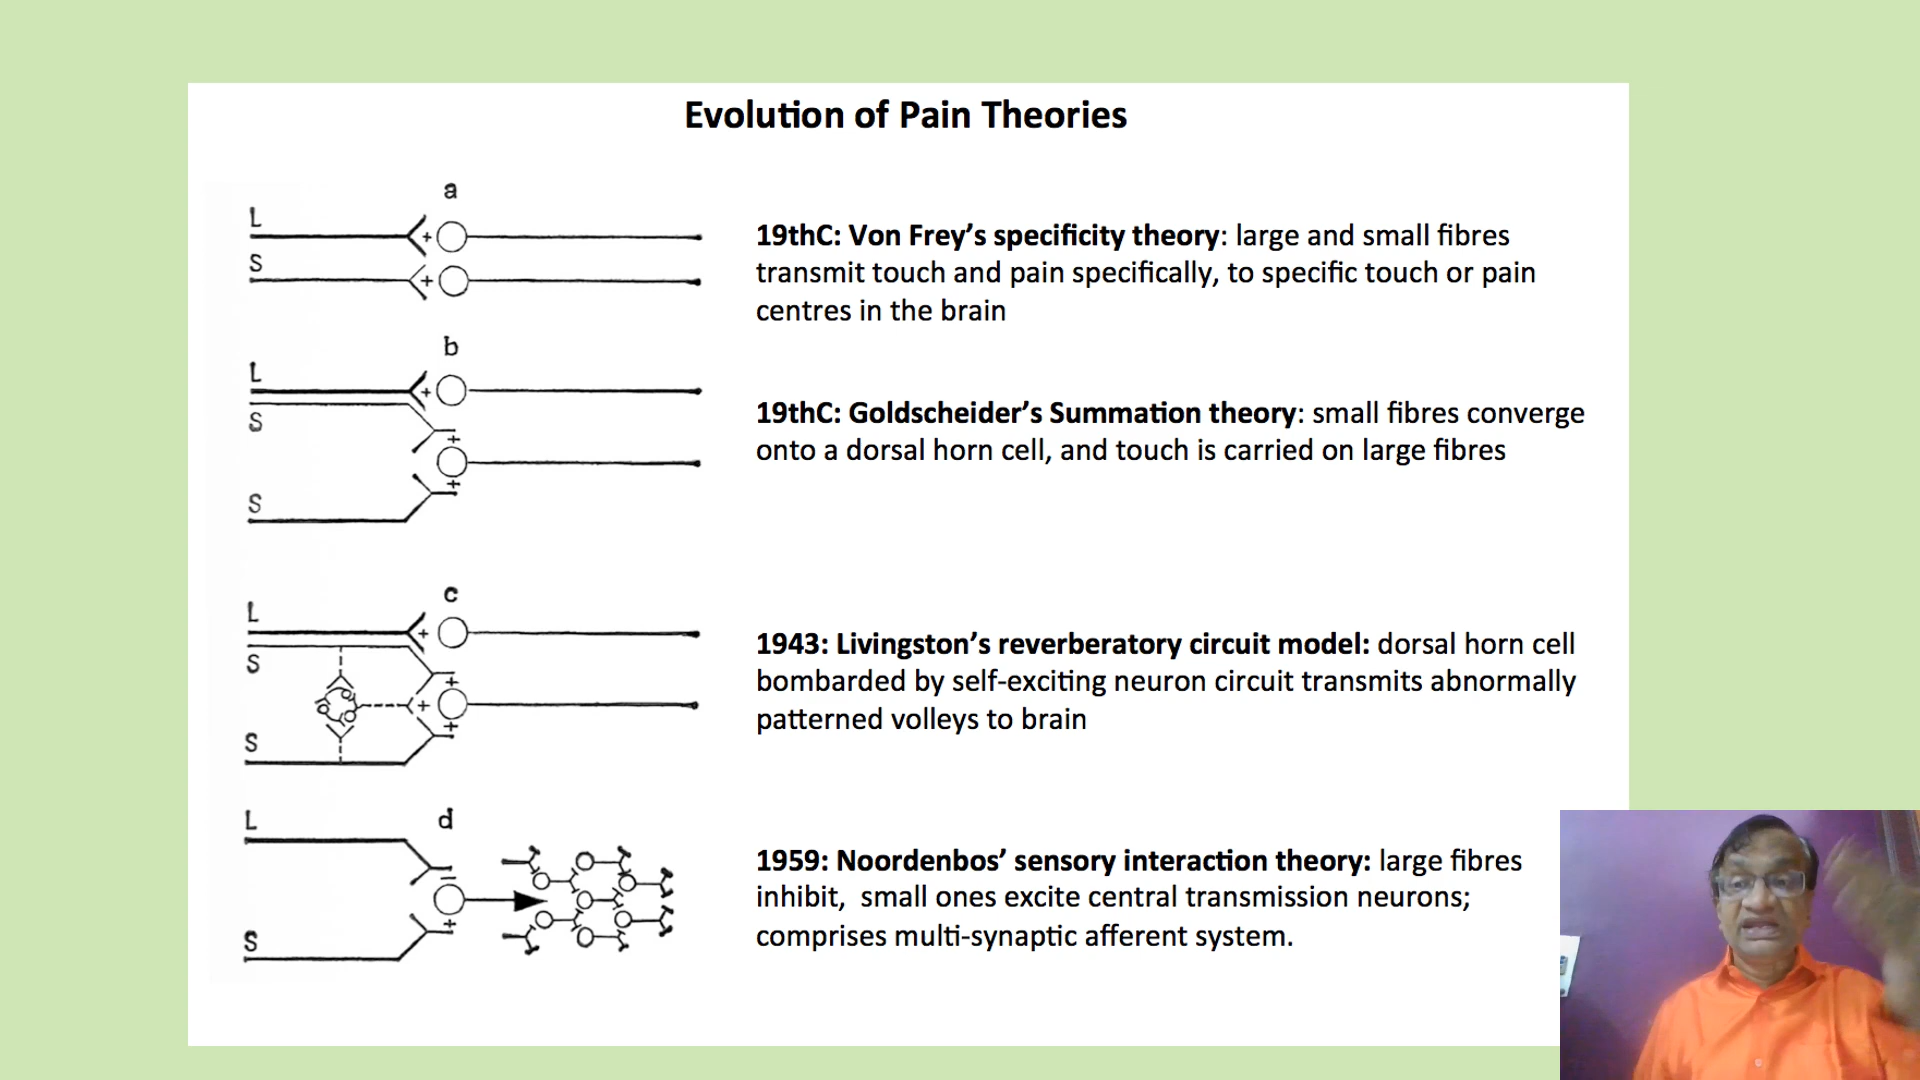 Evolution of Pain Theories
a
L
+
S
+
19thC: Von Frey's specificity theory: large and small fibres
transmit touch and pain specifically, to specific touch or pain
centres in the brain
b
L
+
S
+
+
S
19thC: Goldscheider's Summation theory: small fibres converge
onto a dorsal horn cell, and touch is carried on large fibres
c
L
+
S
+
+
+
S
1943: Livingston's reverberatory circuit model: dorsal horn cell
bombarded by self-exciting neuron circuit transmits abnormally
patterned volleys to brain
d
L
–
+
S
1959: Noordenbos' sensory interaction theory: large fibres
inhibit, small ones excite central transmission neurons;
comprises multi-synaptic afferent system.